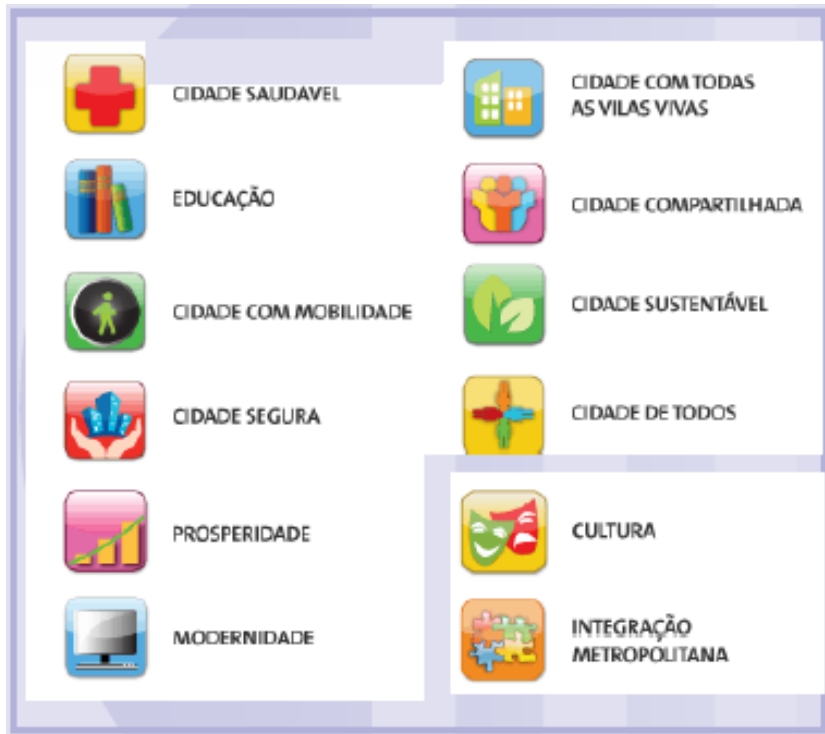 CIDADE SAUDAVEL
EDUCAÇÃO
CIDADE COM MOBILIDADE
CIDADE SEGURA
PROSPERIDADE
MODERNIDADE
CIDADE COM TODAS
AS VILAS VIVAS
CIDADE COMPARTILHADA
CIDADE SUSTENTÁVEL
CIDADE DE TODOS
CULTURA
INTEGRAÇÃO
METROPOLITANA